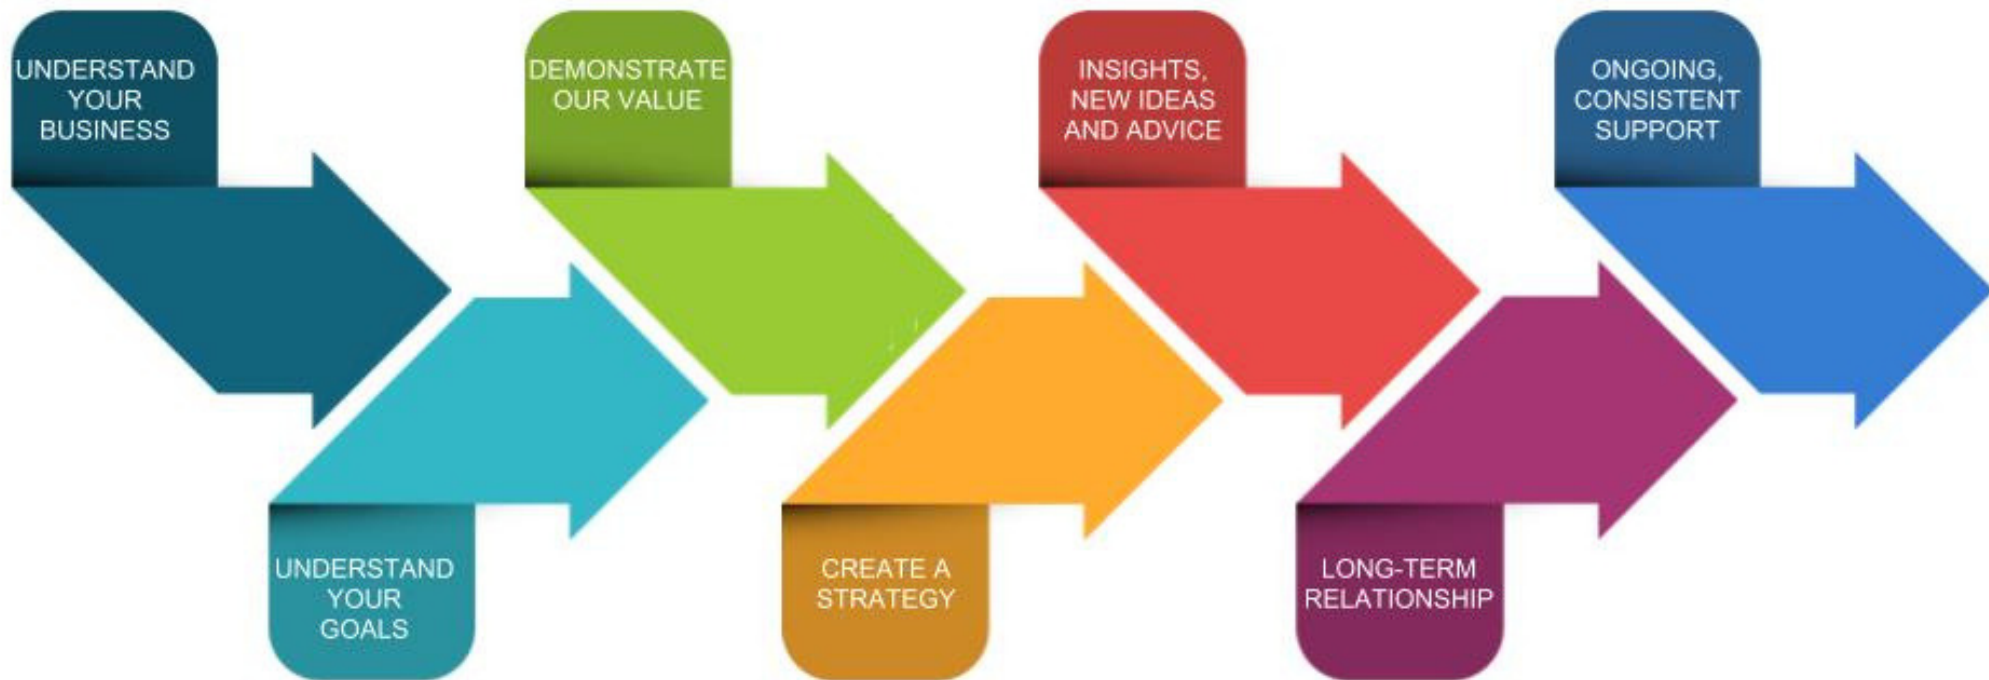 UNDERSTAND
YOUR
BUSINESS
UNDERSTAND
YOUR
GOALS
DEMONSTRATE
OUR VALUE
CREATE A
STRATEGY
INSIGHTS,
NEW IDEAS
AND ADVICE
LONG-TERM
RELATIONSHIP
ONGOING,
CONSISTENT
SUPPORT